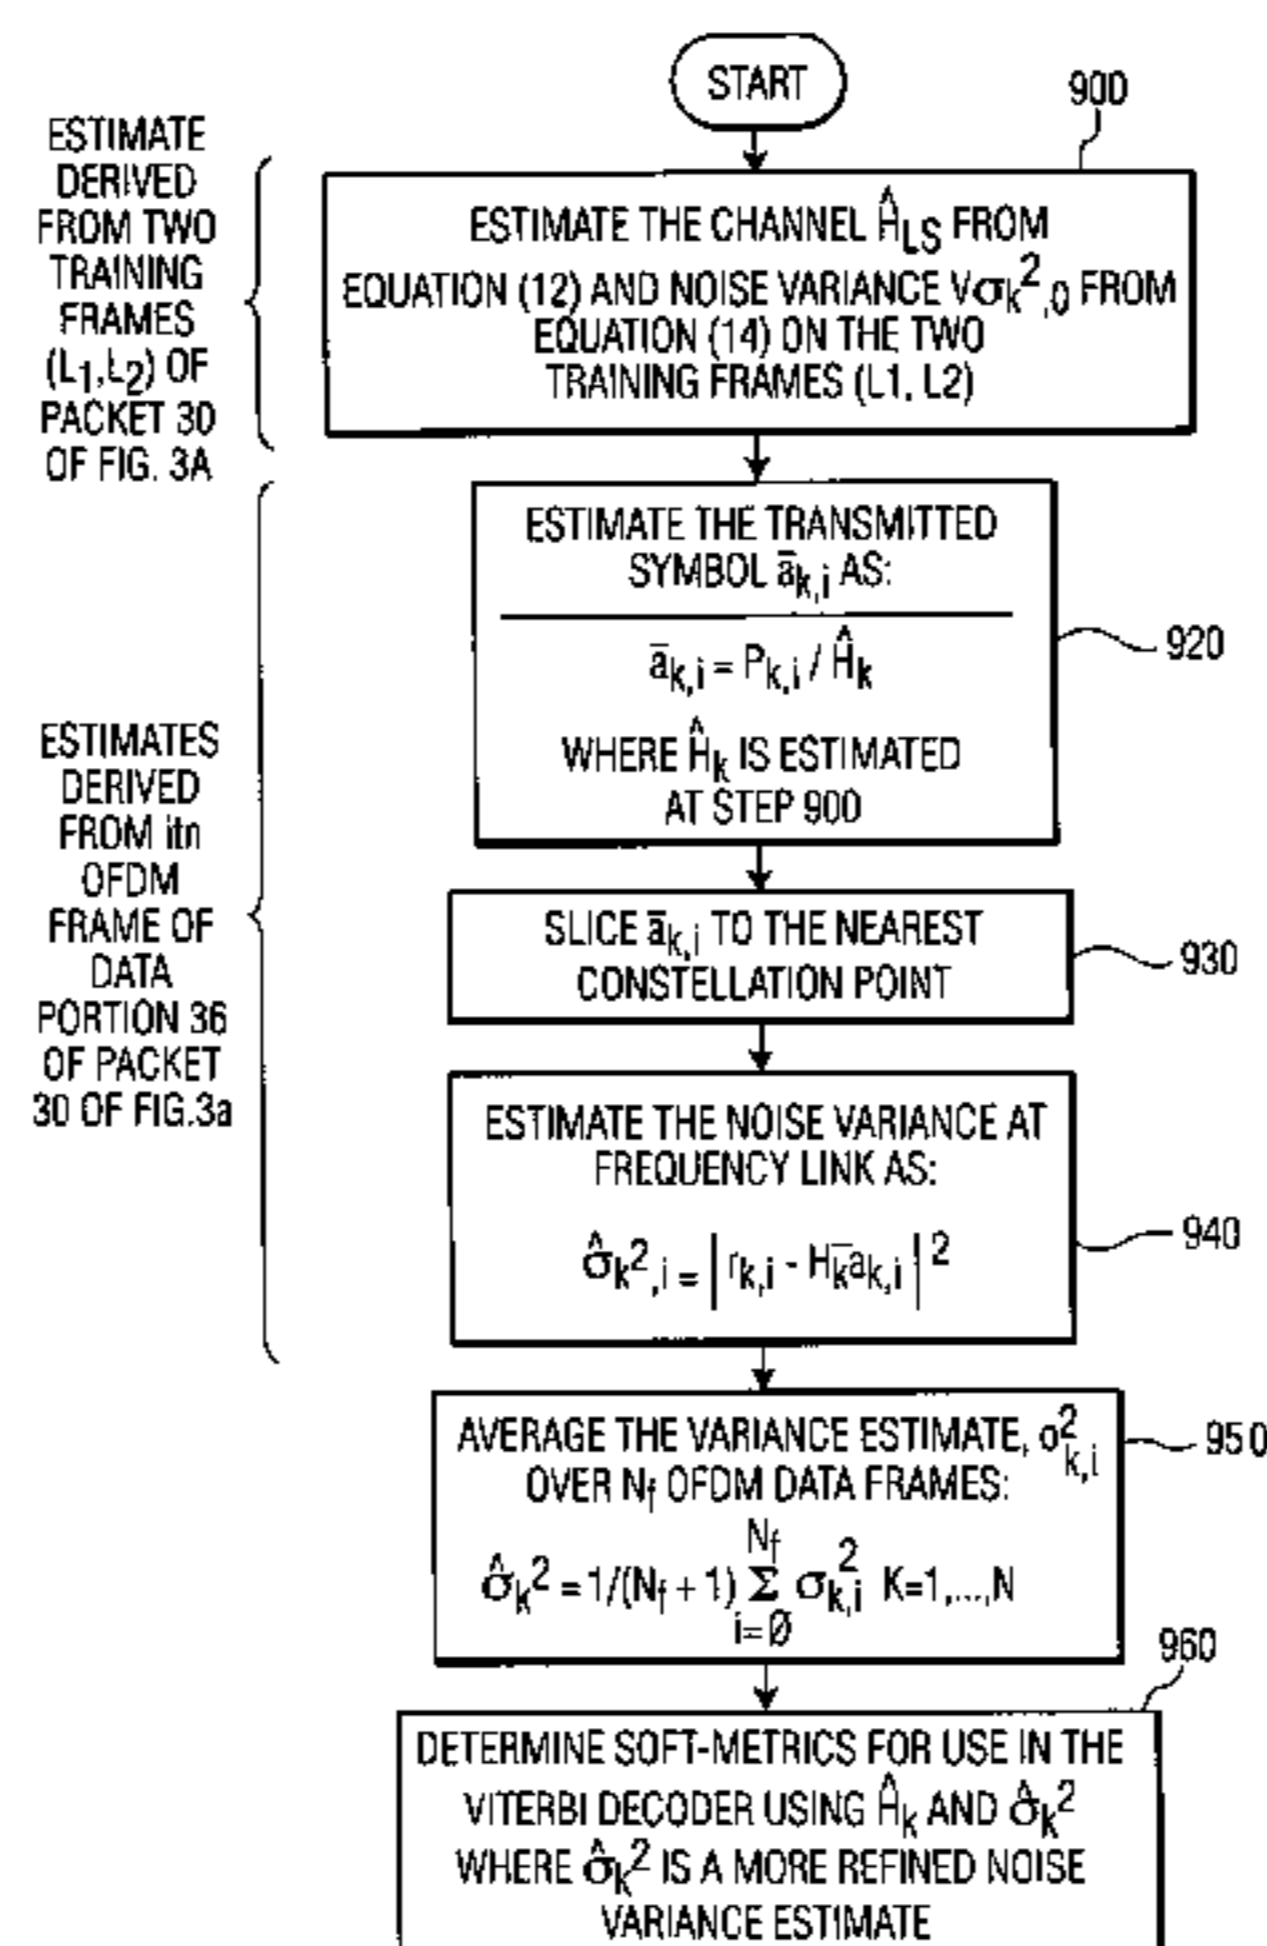 START
900
ESTIMATE
DERIVED
FROM TWO
TRAINING
FRAMES
(L1,L2) OF
PACKET 30
OF FIG. 3A
ESTIMATE THE CHANNEL ĤLS FROM
EQUATION (12) AND NOISE VARIANCE Vσk²,0 FROM
EQUATION (14) ON THE TWO
TRAINING FRAMES (L1, L2)
ESTIMATES
DERIVED
FROM itn
OFDM
FRAME OF
DATA
PORTION 36
OF PACKET
30 OF FIG.3a
ESTIMATE THE TRANSMITTED
SYMBOL āk,i AS:
āk,i = Pk,i / Ĥk
WHERE Ĥk IS ESTIMATED
AT STEP 900
920
SLICE āk,i TO THE NEAREST
CONSTELLATION POINT
930
ESTIMATE THE NOISE VARIANCE AT
FREQUENCY LINK AS:
σ̂k²,i = | rk,i - Hk̅ak,i | ²
940
AVERAGE THE VARIANCE ESTIMATE, σ²k,i
OVER Nf OFDM DATA FRAMES:
Nf
σ̂k² = 1/(Nf + 1) Σ σk,i² K=1,...,N
i=Ø
950
960
DETERMINE SOFT-METRICS FOR USE IN THE
VITERBI DECODER USING Ĥk AND σ̂k²
WHERE σ̂k² IS A MORE REFINED NOISE
VARIANCE ESTIMATE